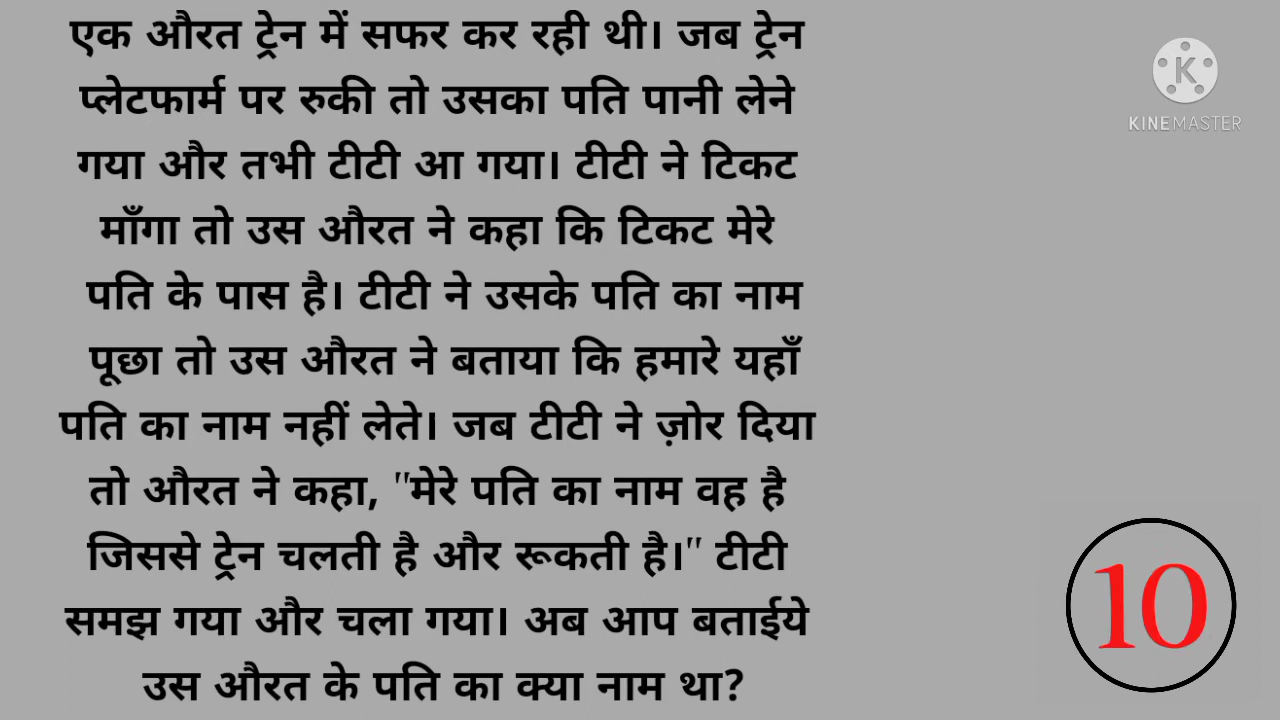 एक औरत ट्रेन में सफर कर रही थी। जब ट्रेन
प्लेटफार्म पर रुकी तो उसका पति पानी लेने
गया और तभी टीटी आ गया। टीटी ने टिकट
माँगा तो उस औरत ने कहा कि टिकट मेरे
पति के पास है। टीटी ने उसके पति का नाम
पूछा तो उस औरत ने बताया कि हमारे यहाँ
पति का नाम नहीं लेते। जब टीटी ने ज़ोर दिया
तो औरत ने कहा, "मेरे पति का नाम वह है
जिससे ट्रेन चलती है और रूकती है।" टीटी
समझ गया और चला गया। अब आप बताईये
उस औरत के पति का क्या नाम था?
K
KINEMASTER
10